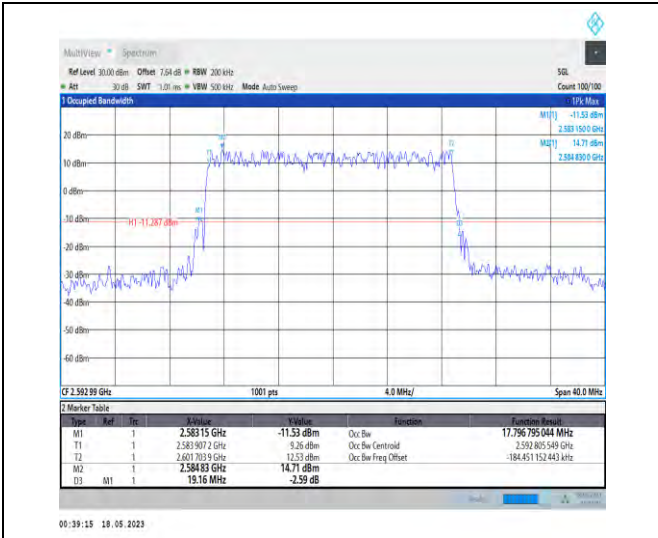 MultiView Spectrum
Ref Level 30.00 dBm Offset 7.64 dB RBW 200 kHz SGL
Att 30 dB SWT 1.01 ms VBW 500 kHz Mode Auto Sweep Count 100/100
1 Occupied Bandwidth 1Pk Max
M1[1] -11.53 dBm
2.583 150 0 GHz
20 dBm
M2[1] 14.71 dBm
2.584 830 0 GHz
T2
10 dBm
0 dBm
M1
-10 dBm
H1 -11.287 dBm
-20 dBm
-30 dBm
-40 dBm
-50 dBm
-60 dBm
CF 2.592 99 GHz 1001 pts 4.0 MHz/ Span 40.0 MHz
2 Marker Table
Type Ref Trc X-Value Y-Value Function Function Result
M1 1 2.583 15 GHz -11.53 dBm Occ Bw 17.796 795 044 MHz
T1 1 2.583 907 2 GHz 9.26 dBm Occ Bw Centroid 2.592 805 549 GHz
T2 1 2.601 703 9 GHz 12.53 dBm Occ Bw Freq Offset -184.451 152 443 kHz
M2 1 2.584 83 GHz 14.71 dBm
D3 M1 1 19.16 MHz -2.59 dB
00:39:15 18.05.2023